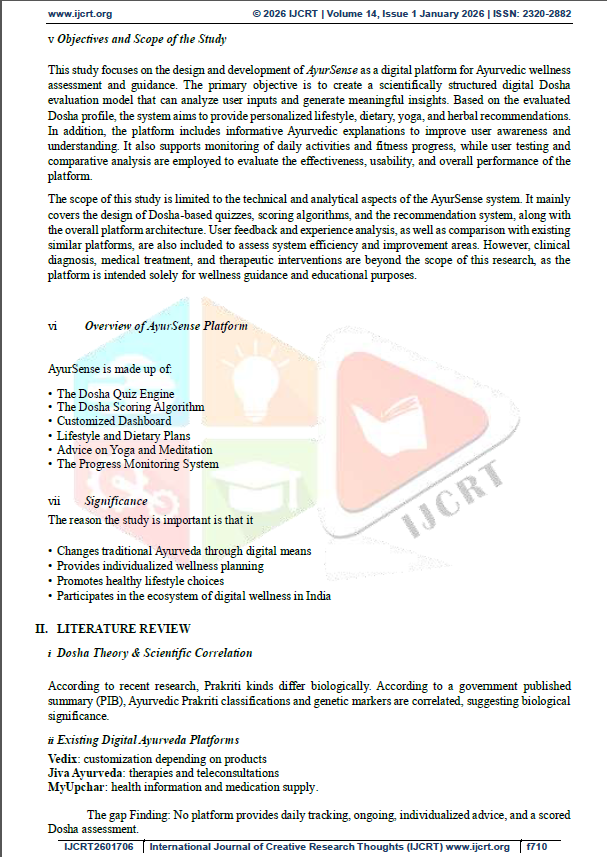 www.ijcrt.org © 2026 IJCRT | Volume 14, Issue 1 January 2026 | ISSN: 2320-2882
v Objectives and Scope of the Study
This study focuses on the design and development of AyurSense as a digital platform for Ayurvedic wellness
assessment and guidance. The primary objective is to create a scientifically structured digital Dosha
evaluation model that can analyze user inputs and generate meaningful insights. Based on the evaluated
Dosha profile, the system aims to provide personalized lifestyle, dietary, yoga, and herbal recommendations.
In addition, the platform includes informative Ayurvedic explanations to improve user awareness and
understanding. It also supports monitoring of daily activities and fitness progress, while user testing and
comparative analysis are employed to evaluate the effectiveness, usability, and overall performance of the
platform.
The scope of this study is limited to the technical and analytical aspects of the AyurSense system. It mainly
covers the design of Dosha-based quizzes, scoring algorithms, and the recommendation system, along with
the overall platform architecture. User feedback and experience analysis, as well as comparison with existing
similar platforms, are also included to assess system efficiency and improvement areas. However, clinical
diagnosis, medical treatment, and therapeutic interventions are beyond the scope of this research, as the
platform is intended solely for wellness guidance and educational purposes.
vi Overview of AyurSense Platform
AyurSense is made up of:
• The Dosha Quiz Engine
• The Dosha Scoring Algorithm
• Customized Dashboard
• Lifestyle and Dietary Plans
• Advice on Yoga and Meditation
• The Progress Monitoring System
IJCRT
vii Significance
The reason the study is important is that it
• Changes traditional Ayurveda through digital means
• Provides individualized wellness planning
• Promotes healthy lifestyle choices
• Participates in the ecosystem of digital wellness in India
II. LITERATURE REVIEW
i Dosha Theory & Scientific Correlation
According to recent research, Prakriti kinds differ biologically. According to a government published
summary (PIB), Ayurvedic Prakriti classifications and genetic markers are correlated, suggesting biological
significance.
ii Existing Digital Ayurveda Platforms
Vedix: customization depending on products
Jiva Ayurveda: therapies and teleconsultations
MyUpchar: health information and medication supply.
The gap Finding: No platform provides daily tracking, ongoing, individualized advice, and a scored
Dosha assessment.
IJCRT2601706 International Journal of Creative Research Thoughts (IJCRT) www.ijcrt.org f710